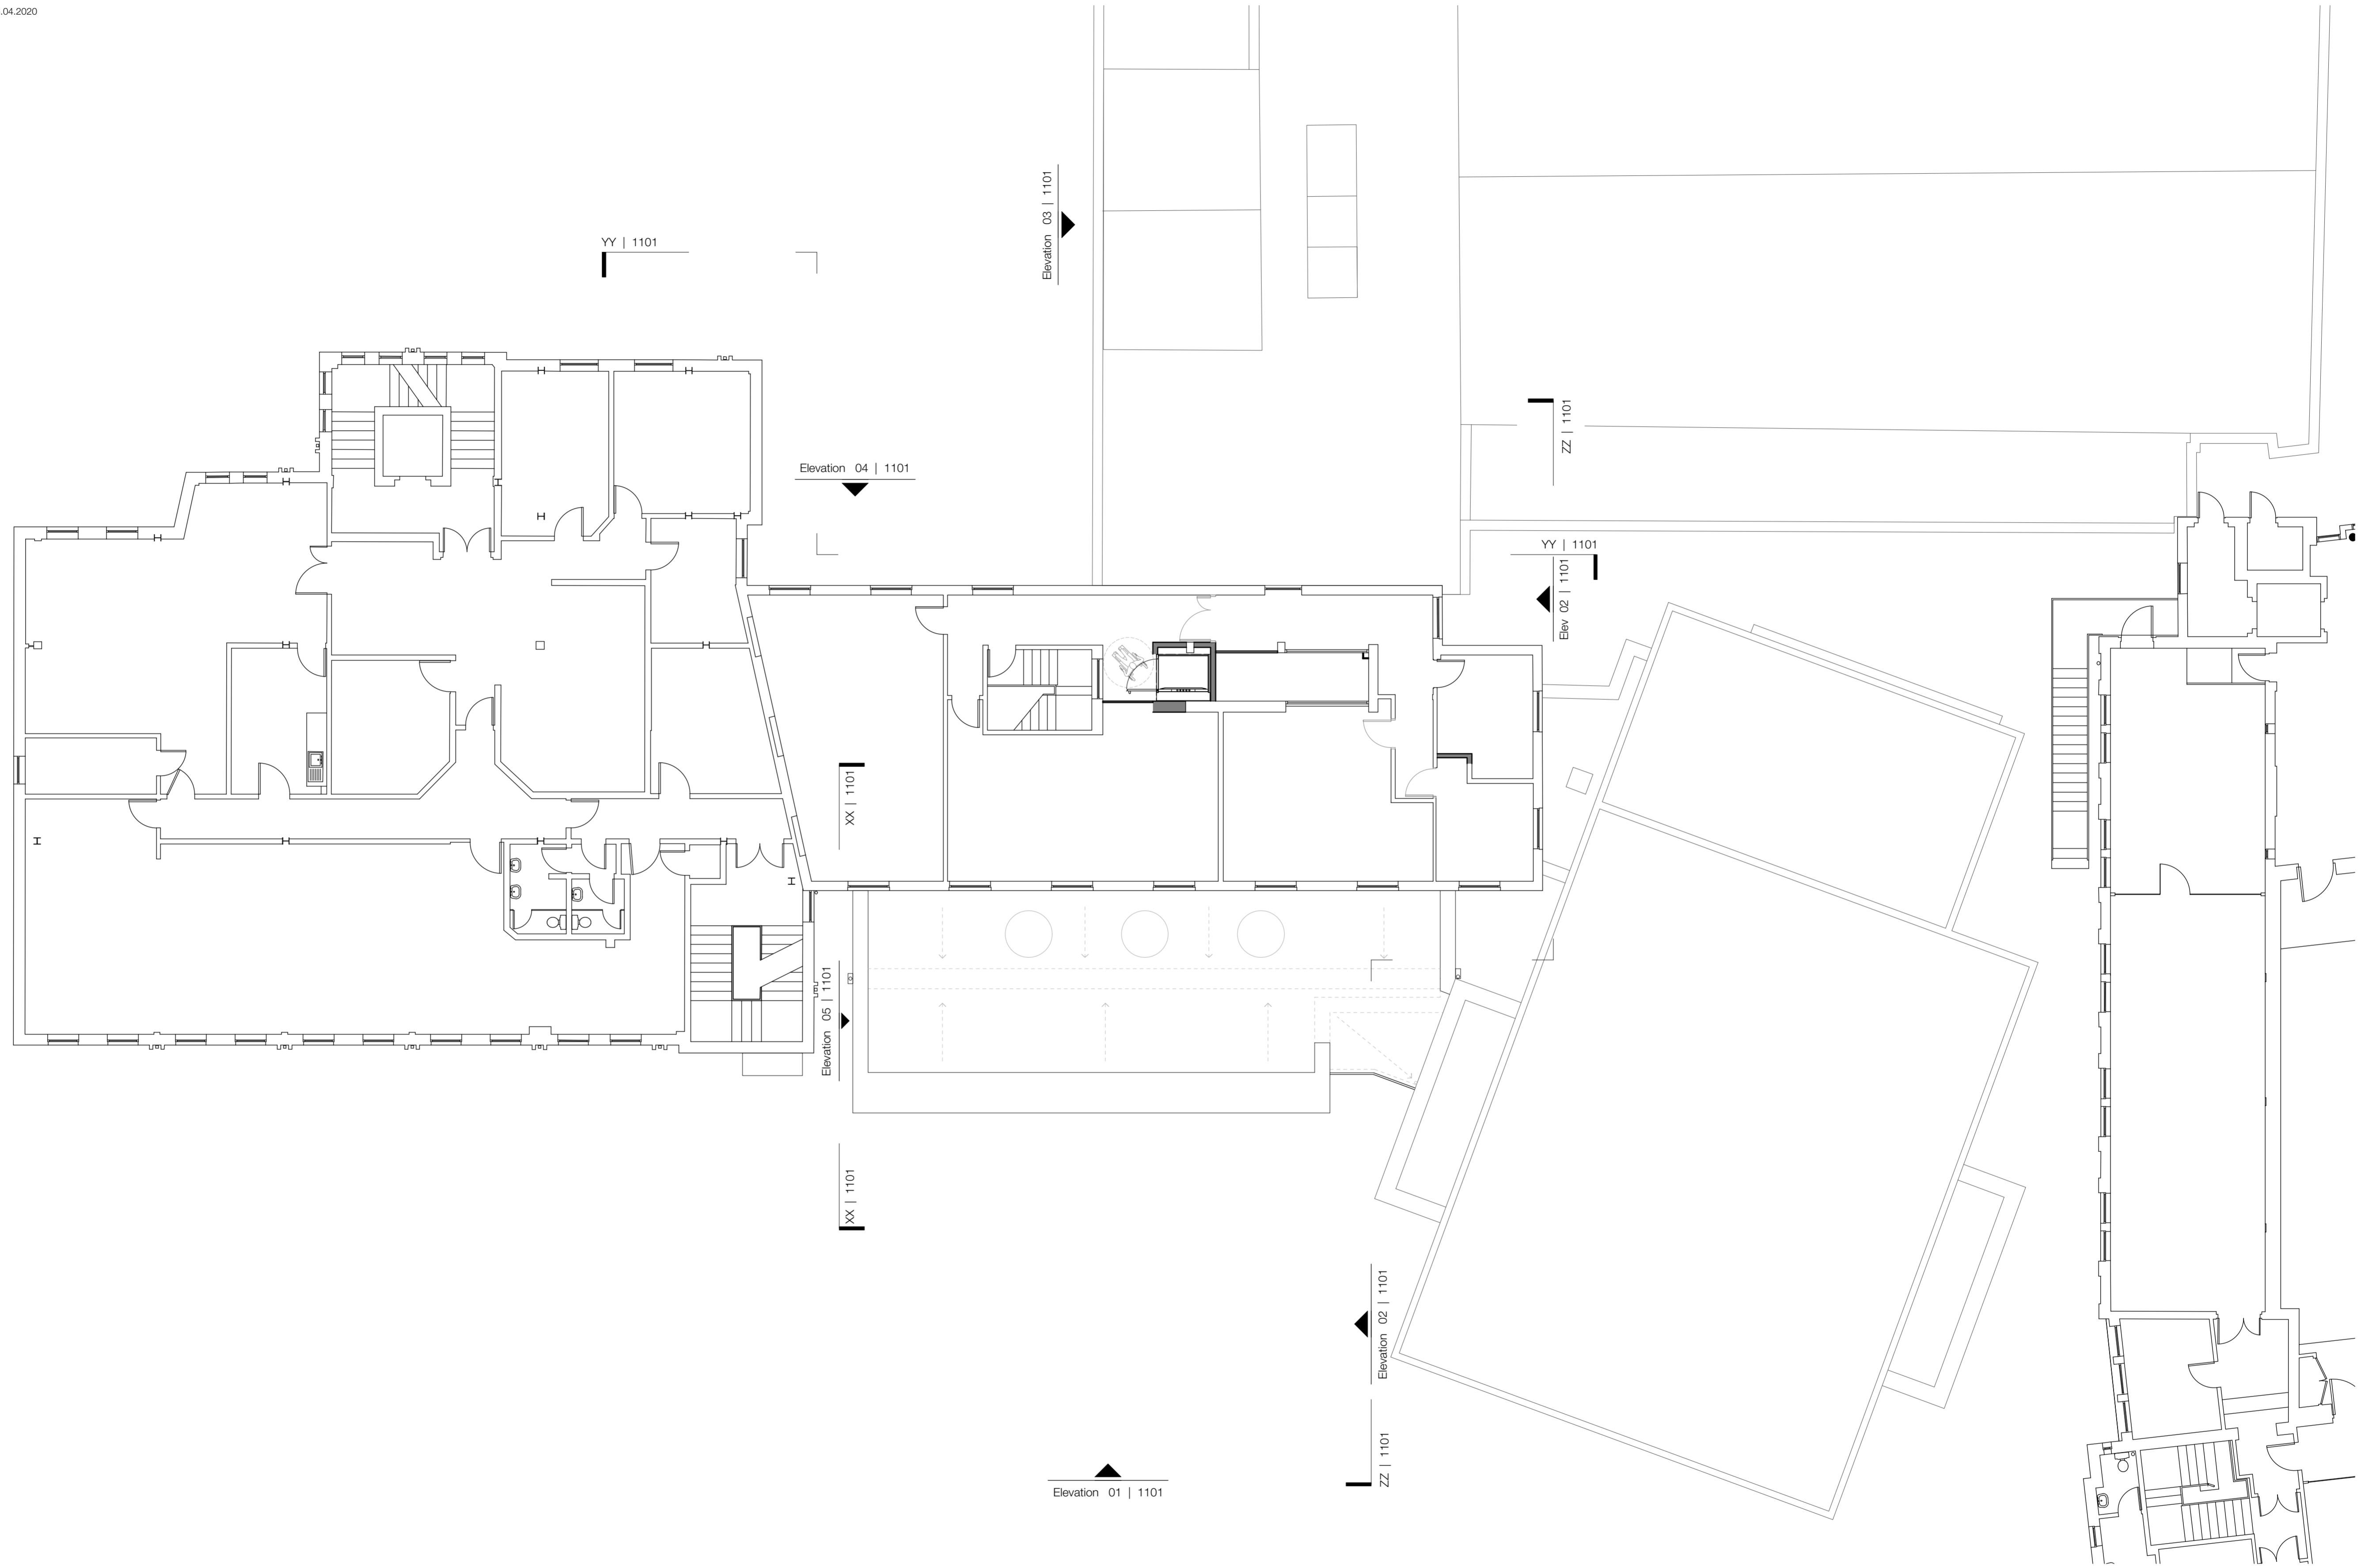 .04.2020
Elevation 03 | 1101
YY | 1101
ZZ | 1101
Elevation 04 | 1101
YY | 1101
Elev 02 | 1101
XX | 1101
Elevation 05 | 1101
XX | 1101
Elevation 02 | 1101
ZZ | 1101
Elevation 01 | 1101